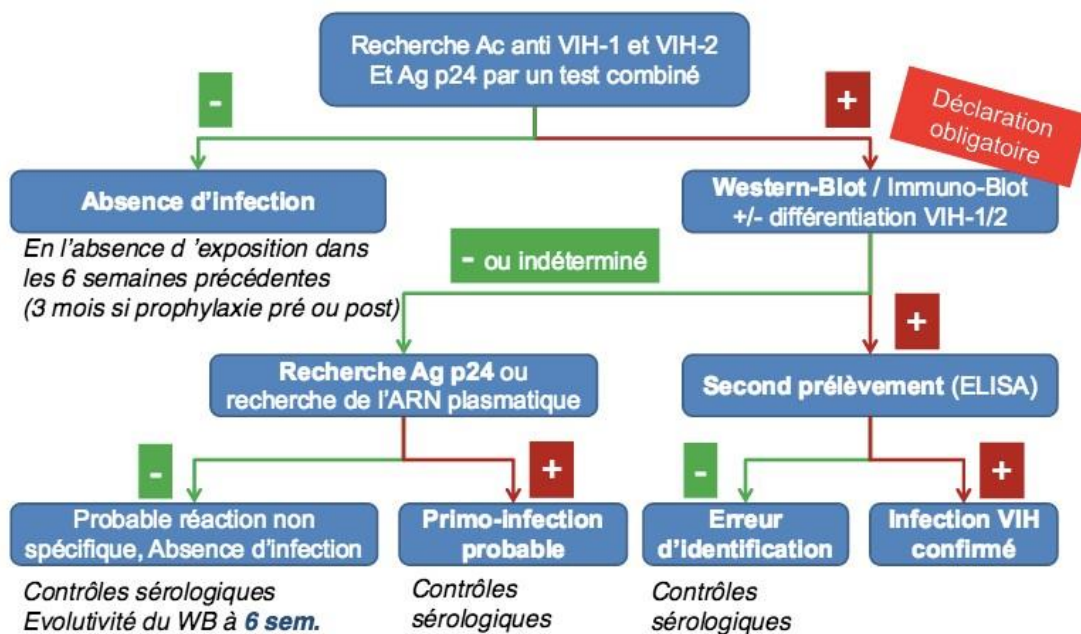 Recherche Ac anti VIH-1 et VIH-2
Et Ag p24 par un test combiné
-
+
Déclaration
obligatoire
Absence d'infection
En l'absence d 'exposition dans
les 6 semaines précédentes
(3 mois si prophylaxie pré ou post)
Western-Blot / Immuno-Blot
+/- différentiation VIH-1/2
- ou indéterminé
+
Recherche Ag p24 ou
recherche de l'ARN plasmatique
Second prélèvement (ELISA)
-
+
-
+
Probable réaction non
spécifique, Absence d'infection
Contrôles sérologiques
Evolutivité du WB à 6 sem.
Primo-infection
probable
Contrôles
sérologiques
Erreur
d'identification
Contrôles
sérologiques
Infection VIH
confirmé